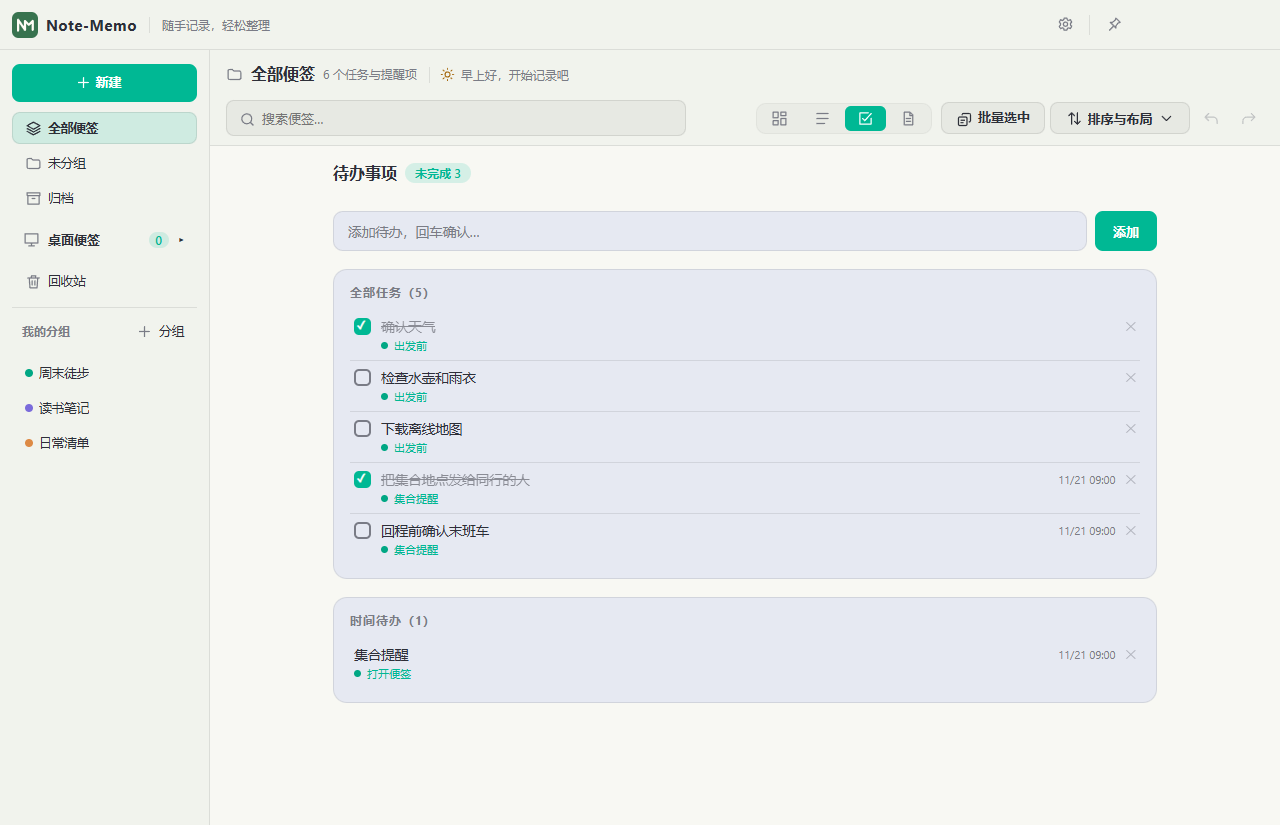 NM Note-Memo 随手记录，轻松整理
新建
全部便签
未分组
归档
桌面便签 0
回收站
我的分组 分组
周末徒步
读书笔记
日常清单
全部便签 6 个任务与提醒项 早上好，开始记录吧
搜索便签...
批量选中
排序与布局
待办事项 未完成 3
添加待办，回车确认...
添加
全部任务（5）
确认天气
出发前
检查水壶和雨衣
出发前
下载离线地图
出发前
把集合地点发给同行的人 11/21 09:00
集合提醒
回程前确认末班车 11/21 09:00
集合提醒
时间待办（1）
集合提醒 11/21 09:00
打开便签